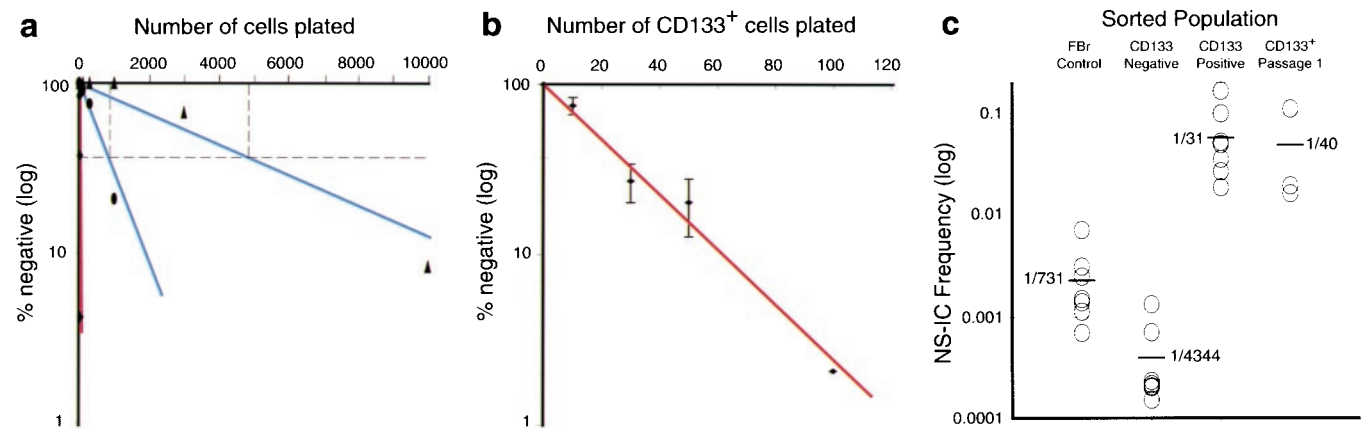 a
Number of cells plated
0 2000 4000 6000 8000 10000
100
10
1
% negative (log)
b
Number of CD133+ cells plated
0 20 40 60 80 100 120
100
10
1
% negative (log)
c
Sorted Population
FBr Control
CD133 Negative
CD133 Positive
CD133+ Passage 1
0.1
0.01
0.001
0.0001
NS-IC Frequency (log)
1/731
1/4344
1/31
1/40